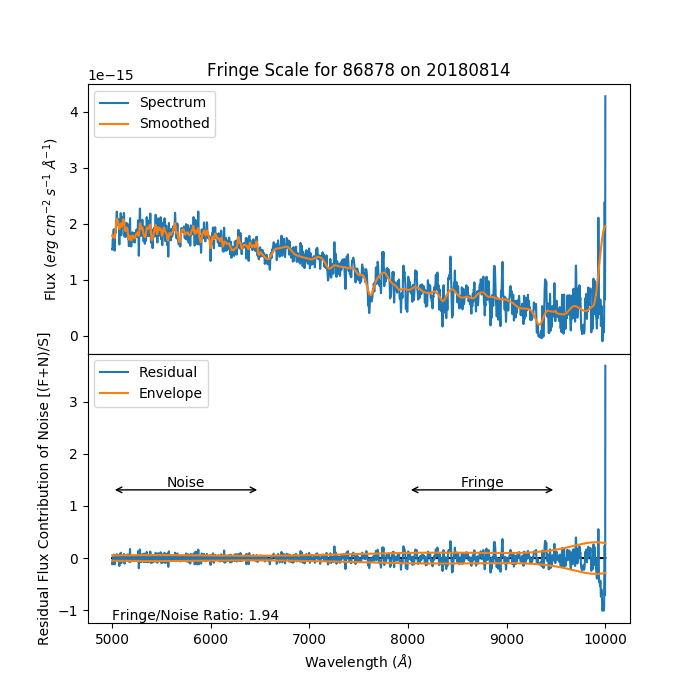 Fringe Scale for 86878 on 20180814
1e−15
Spectrum
Smoothed
4
3
2
1
0
Flux (erg cm⁻² s⁻¹ Å⁻¹)
Residual
Envelope
3
2
1
0
−1
Noise
Fringe
Fringe/Noise Ratio: 1.94
Residual Flux Contribution of Noise [(F+N)/S]
5000 6000 7000 8000 9000 10000
Wavelength (Å)